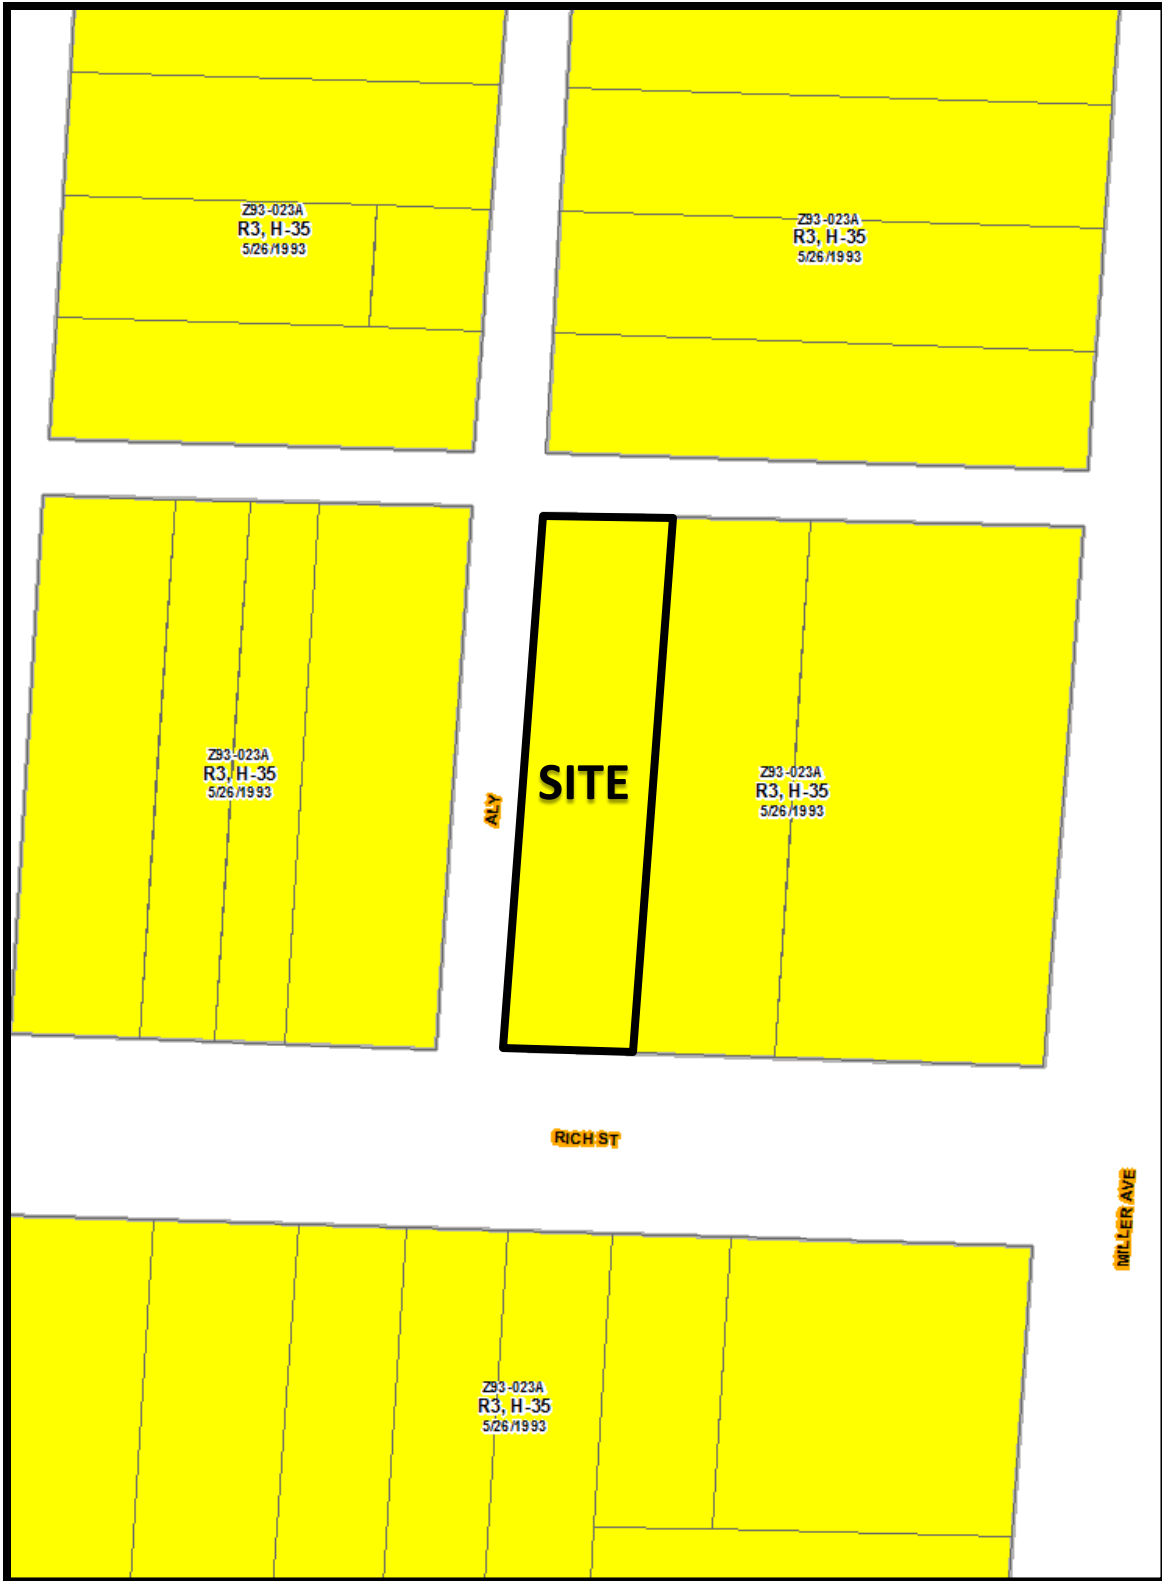 Z93-023A
R3, H-35
5/26/1993
Z93-023A
R3, H-35
5/26/1993
Z93-023A
R3, H-35
5/26/1993
ALY
SITE
Z93-023A
R3, H-35
5/26/1993
RICH ST
MILLER AVE
Z93-023A
R3, H-35
5/26/1993